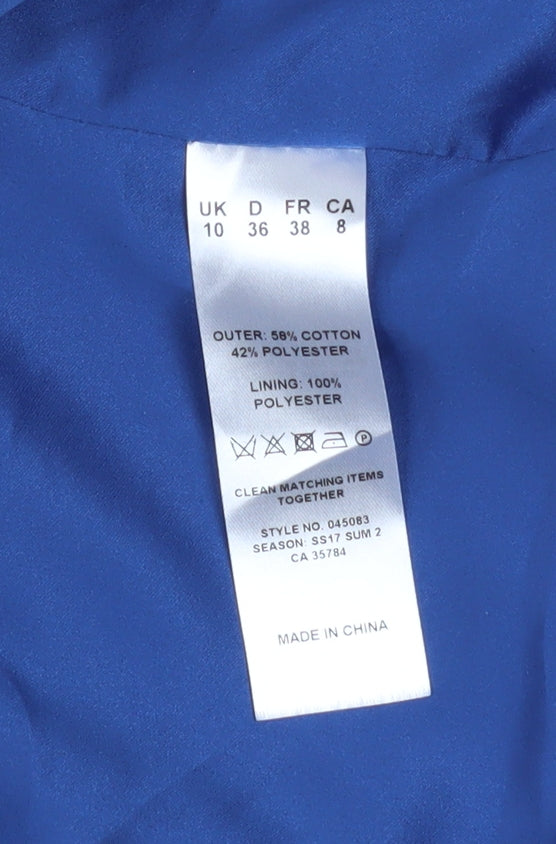 UK D FR CA
10 36 38 8
OUTER: 58% COTTON
42% POLYESTER
LINING: 100%
POLYESTER
P
CLEAN MATCHING ITEMS
TOGETHER
STYLE NO. 045083
SEASON: SS17 SUM 2
CA 35784
MADE IN CHINA